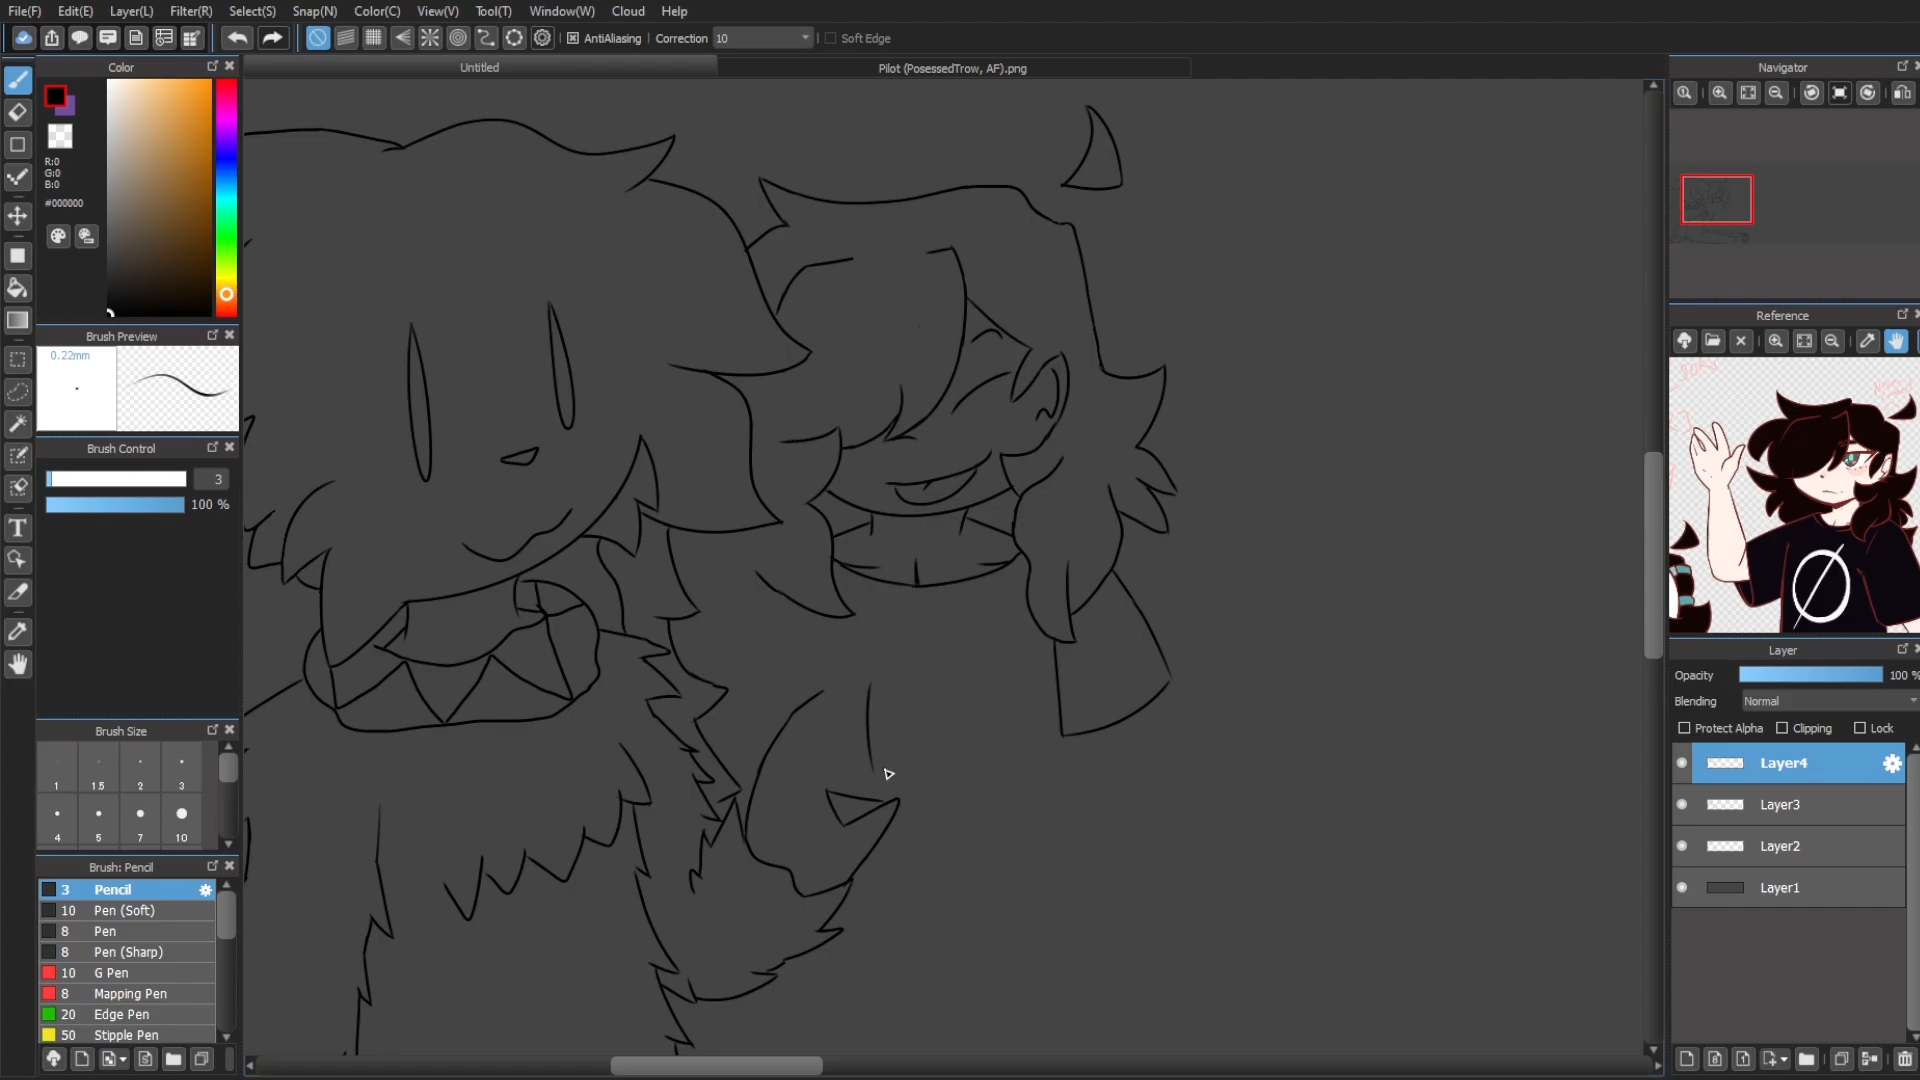 File(F) Edit(E) Layer(L) Filter(R) Select(S) Snap(N) Color(C) View(V) Tool(T) Window(W) Cloud Help
AntiAliasing Correction 10 Soft Edge
Color
Untitled
Pilot (PosessedTrow, AF).png
Navigator
R:0
G:0
B:0
#000000
Reference
Brush Preview
0.22mm
Brush Control
3
100 %
Layer
Opacity 100 %
Blending Normal
Protect Alpha Clipping Lock
Layer4
Layer3
Layer2
Layer1
Brush Size
1 1.5 2 3
4 5 7 10
Brush: Pencil
3 Pencil
10 Pen (Soft)
8 Pen
8 Pen (Sharp)
10 G Pen
8 Mapping Pen
20 Edge Pen
50 Stipple Pen